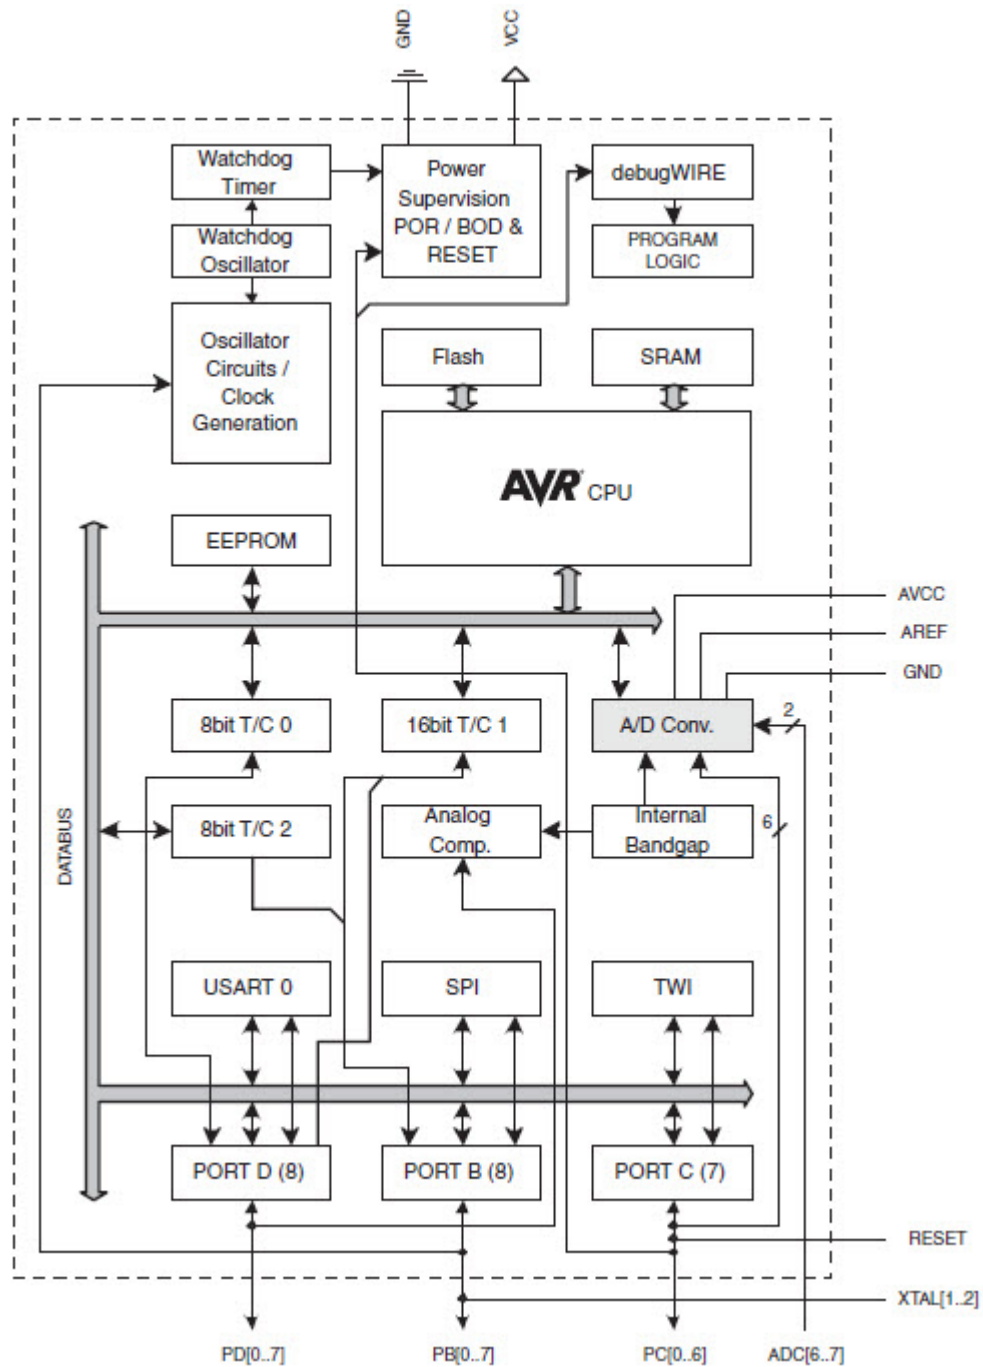 GND
VCC
Watchdog
Timer
Power
Supervision
POR / BOD &
RESET
debugWIRE
Watchdog
Oscillator
PROGRAM
LOGIC
Oscillator
Circuits /
Clock
Generation
Flash
SRAM
AVR CPU
EEPROM
AVCC
AREF
GND
8bit T/C 0
16bit T/C 1
A/D Conv.
2
DATABUS
8bit T/C 2
Analog
Comp.
Internal
Bandgap
6
USART 0
SPI
TWI
PORT D (8)
PORT B (8)
PORT C (7)
RESET
XTAL[1..2]
PD[0..7]
PB[0..7]
PC[0..6]
ADC[6..7]